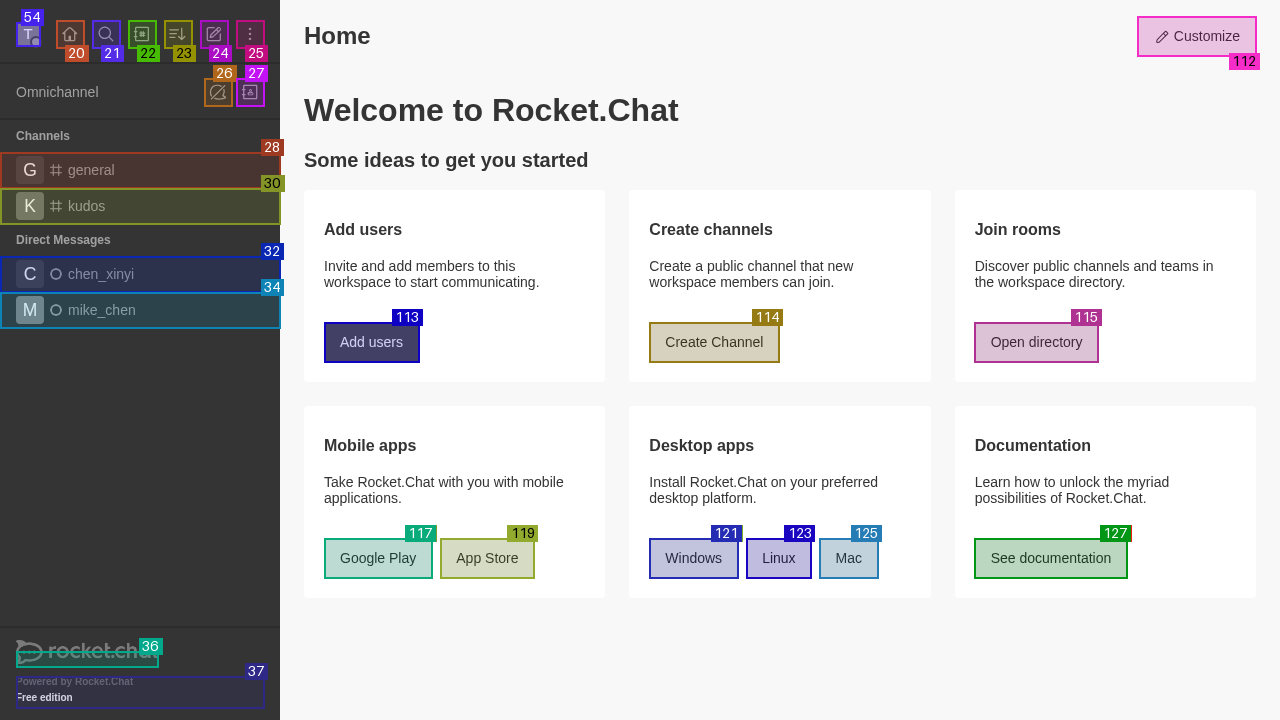 54
T
20
21
22
23
24
25
Omnichannel
26
27
Channels
28
G general
30
K kudos
Direct Messages
32
C chen_xinyi
34
M mike_chen
36
rocket.chat
37
Powered by Rocket.Chat
Free edition
Home
Customize
112
Welcome to Rocket.Chat
Some ideas to get you started
Add users
Invite and add members to this
workspace to start communicating.
113
Add users
Create channels
Create a public channel that new
workspace members can join.
114
Create Channel
Join rooms
Discover public channels and teams in
the workspace directory.
115
Open directory
Mobile apps
Take Rocket.Chat with you with mobile
applications.
117
119
Google Play
App Store
Desktop apps
Install Rocket.Chat on your preferred
desktop platform.
121
123
125
Windows
Linux
Mac
Documentation
Learn how to unlock the myriad
possibilities of Rocket.Chat.
127
See documentation